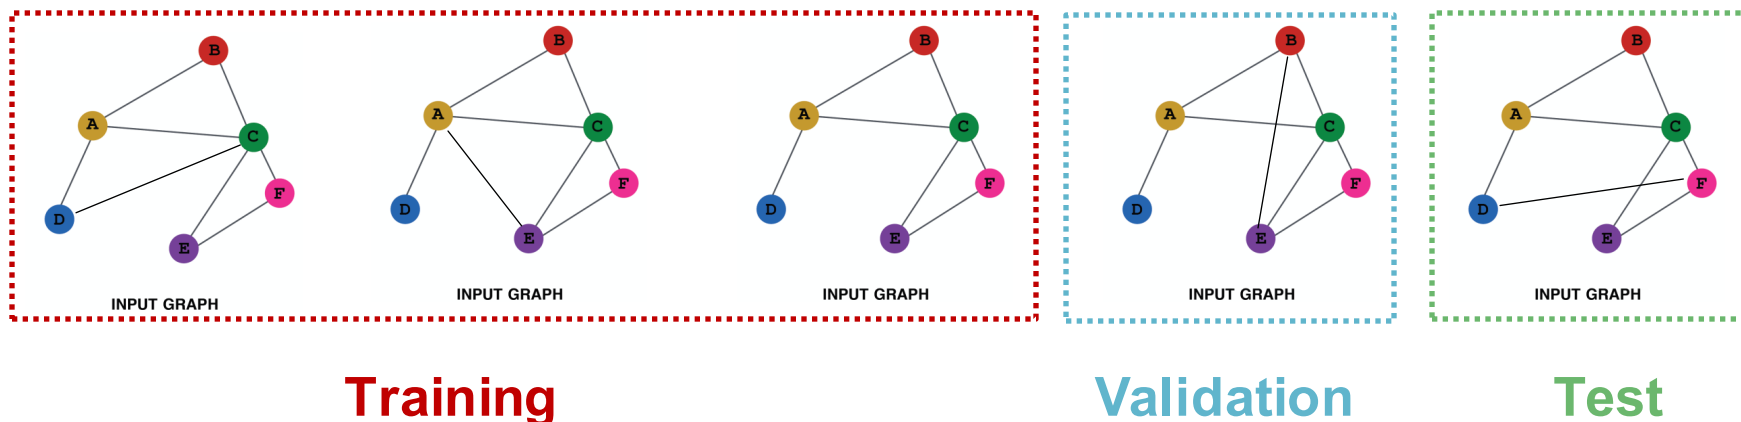 B
A
C
F
D
E
INPUT GRAPH
B
A
C
F
D
E
INPUT GRAPH
B
A
C
F
D
E
INPUT GRAPH
B
A
C
F
D
E
INPUT GRAPH
B
A
C
F
D
E
INPUT GRAPH
Training
Validation
Test